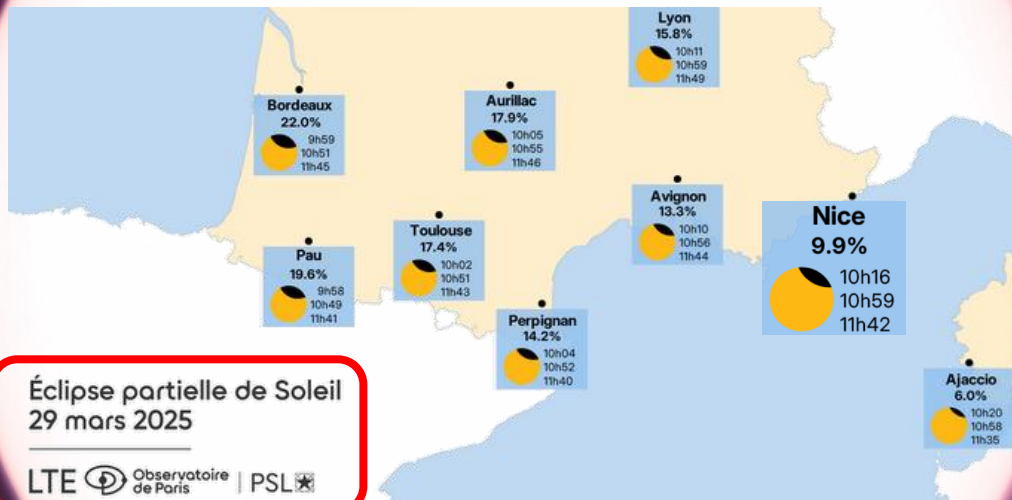 Lyon
15.8%
10h11
10h59
11h49
Bordeaux
22.0%
9h59
10h51
11h45
Aurillac
17.9%
10h05
10h55
11h46
Avignon
13.3%
10h10
10h56
11h44
Nice
9.9%
10h16
10h59
11h42
Toulouse
17.4%
10h02
10h51
11h43
Pau
19.6%
9h58
10h49
11h41
Perpignan
14.2%
10h04
10h52
11h40
Ajaccio
6.0%
10h20
10h58
11h35
Éclipse partielle de Soleil
29 mars 2025
LTE Observatoire de Paris | PSL